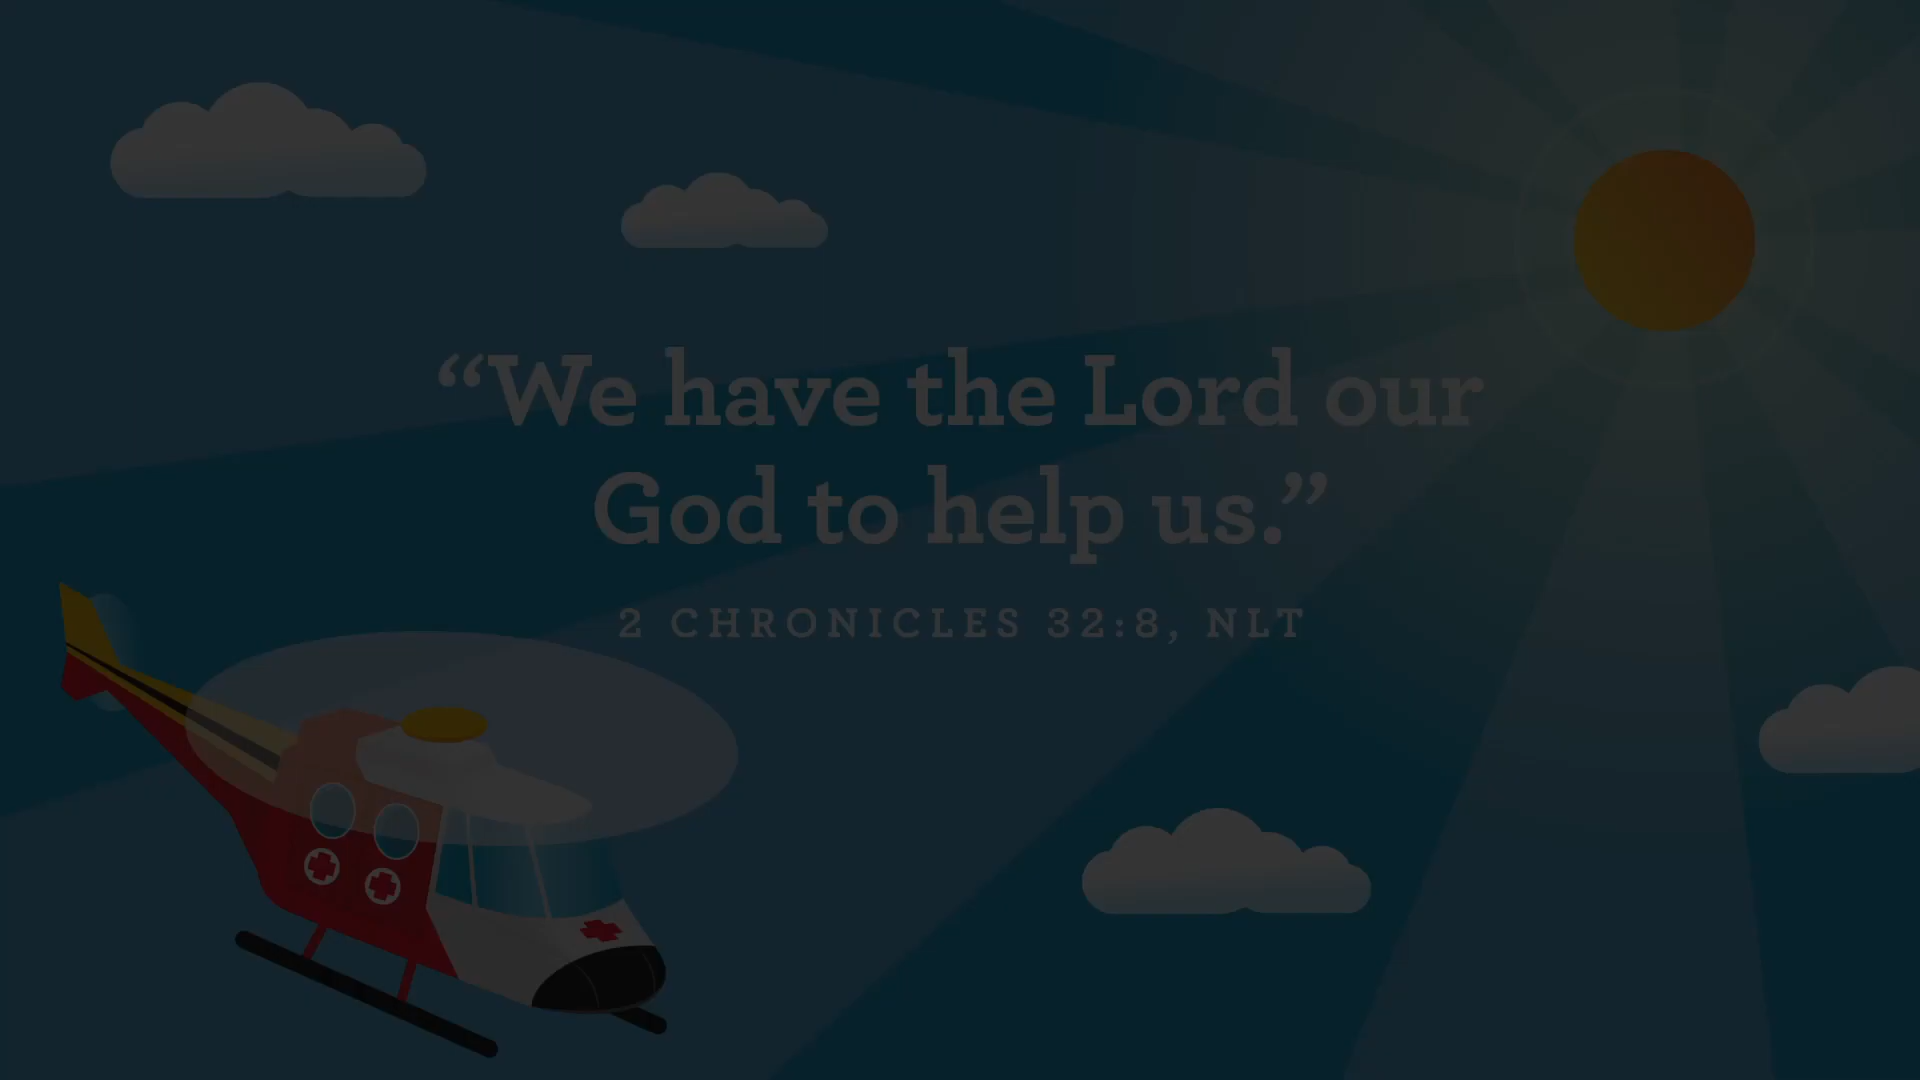 “We have the Lord our
God to help us.”
2 CHRONICLES 32:8, NLT